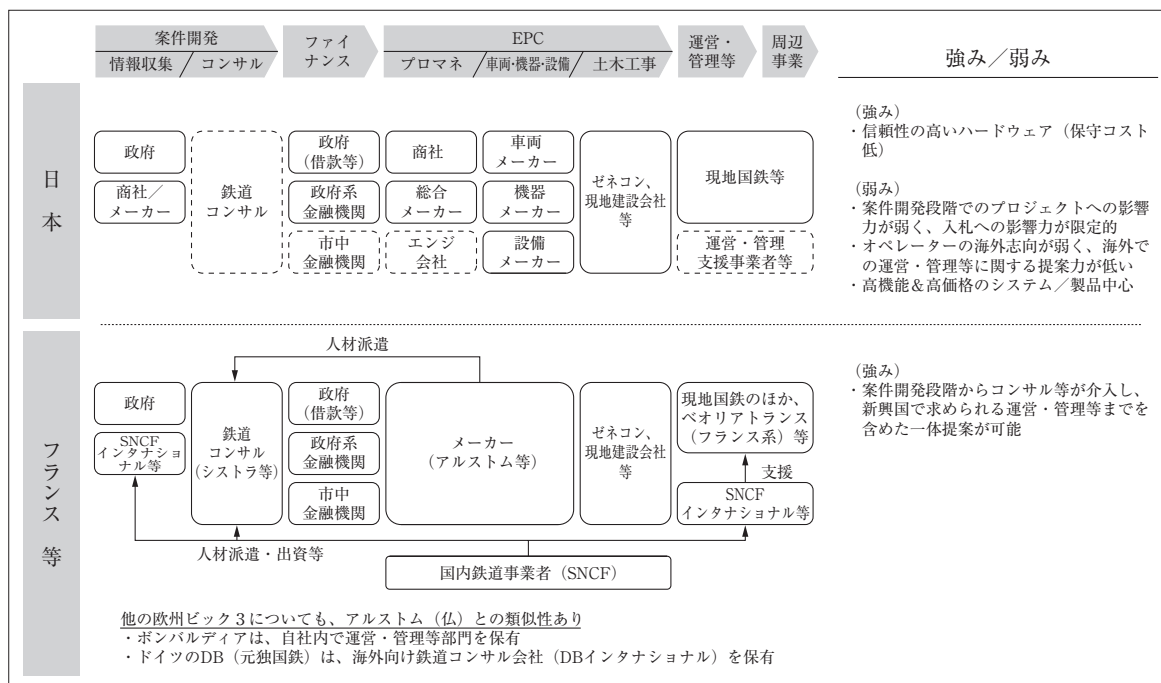 案件開発
ファイ
ナンス
EPC
運営・
管理等
周辺
事業
情報収集
コンサル
プロマネ
車両・機器・設備
土木工事
強み／弱み
日本
政府
商社／
メーカー
鉄道
コンサル
政府
（借款等）
政府系
金融機関
市中
金融機関
商社
総合
メーカー
エンジ
会社
車両
メーカー
機器
メーカー
設備
メーカー
ゼネコン、
現地建設会社
等
現地国鉄等
運営・管理
支援事業者等
（強み）
・信頼性の高いハードウェア（保守コスト
低）
（弱み）
・案件開発段階でのプロジェクトへの影響
力が弱く、入札への影響力が限定的
・オペレーターの海外志向が弱く、海外で
の運営・管理等に関する提案力が低い
・高機能＆高価格のシステム／製品中心
フランス等
人材派遣
政府
SNCF
インタナショ
ナル等
鉄道
コンサル
（シストラ等）
政府
（借款等）
政府系
金融機関
市中
金融機関
メーカー
（アルストム等）
ゼネコン、
現地建設会社
等
現地国鉄のほか、
ベオリアトランス
（フランス系）等
支援
SNCF
インタナショナル等
人材派遣・出資等
国内鉄道事業者（SNCF）
（強み）
・案件開発段階からコンサル等が介入し、
新興国で求められる運営・管理等までを
含めた一体提案が可能
他の欧州ビック３についても、アルストム（仏）との類似性あり
・ボンバルディアは、自社内で運営・管理等部門を保有
・ドイツのDB（元独国鉄）は、海外向け鉄道コンサル会社（DBインタナショナル）を保有